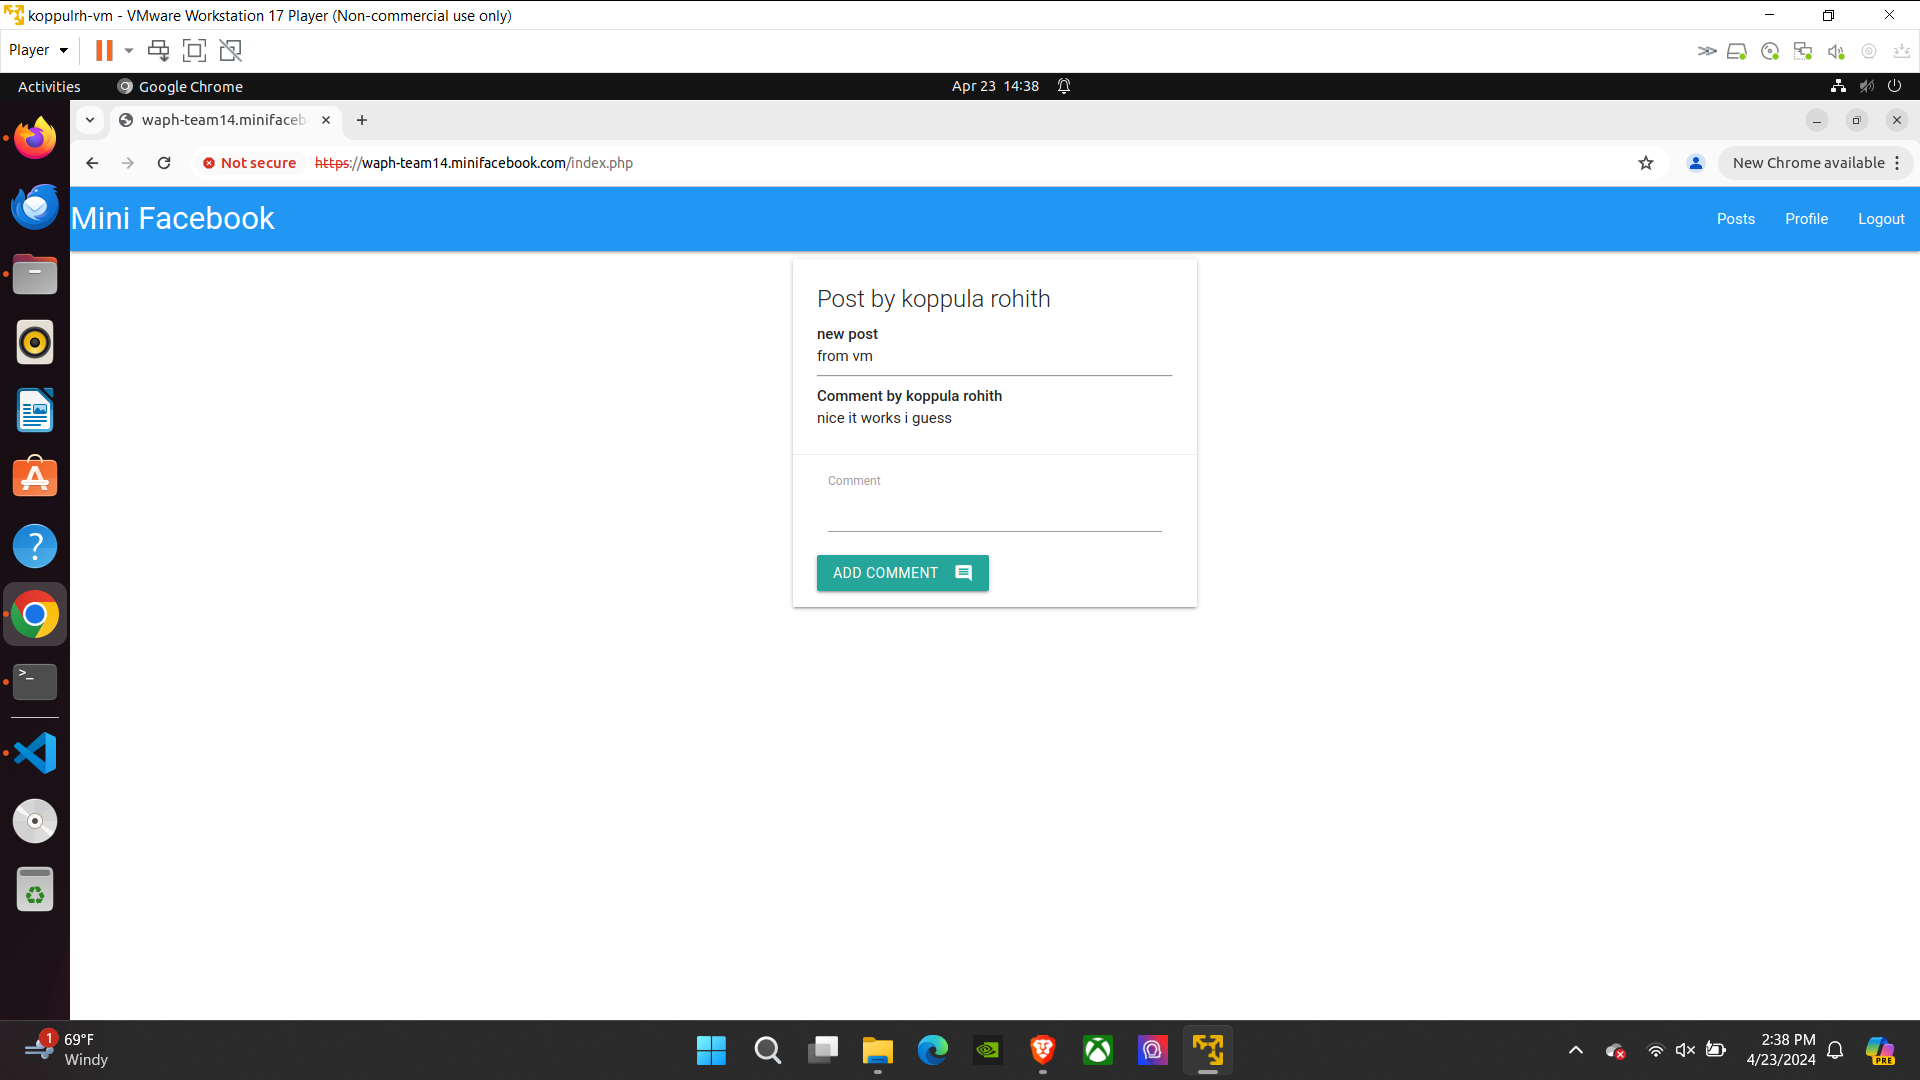 koppulrh-vm - VMware Workstation 17 Player (Non-commercial use only)
Player
Activities
Google Chrome
Apr 23 14:38
waph-team14.minifaceb
Not secure
https://waph-team14.minifacebook.com/index.php
New Chrome available
Mini Facebook
Posts
Profile
Logout
Post by koppula rohith
new post
from vm
Comment by koppula rohith
nice it works i guess
Comment
ADD COMMENT
1
69°F
Windy
2:38 PM
4/23/2024
PRE